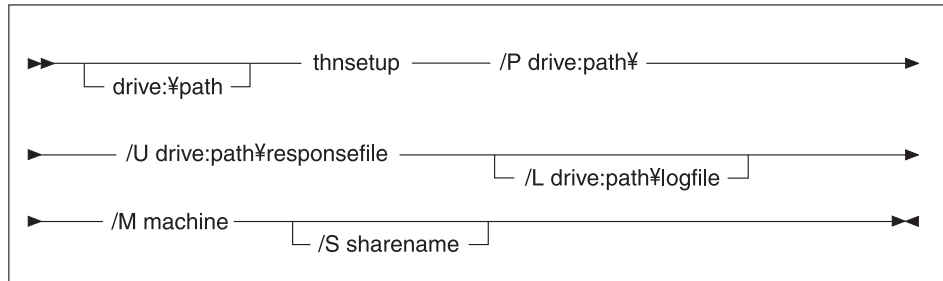 thnsetup /P drive:path¥
drive:¥path
/U drive:path¥responsefile
/L drive:path¥logfile
/M machine
/S sharename